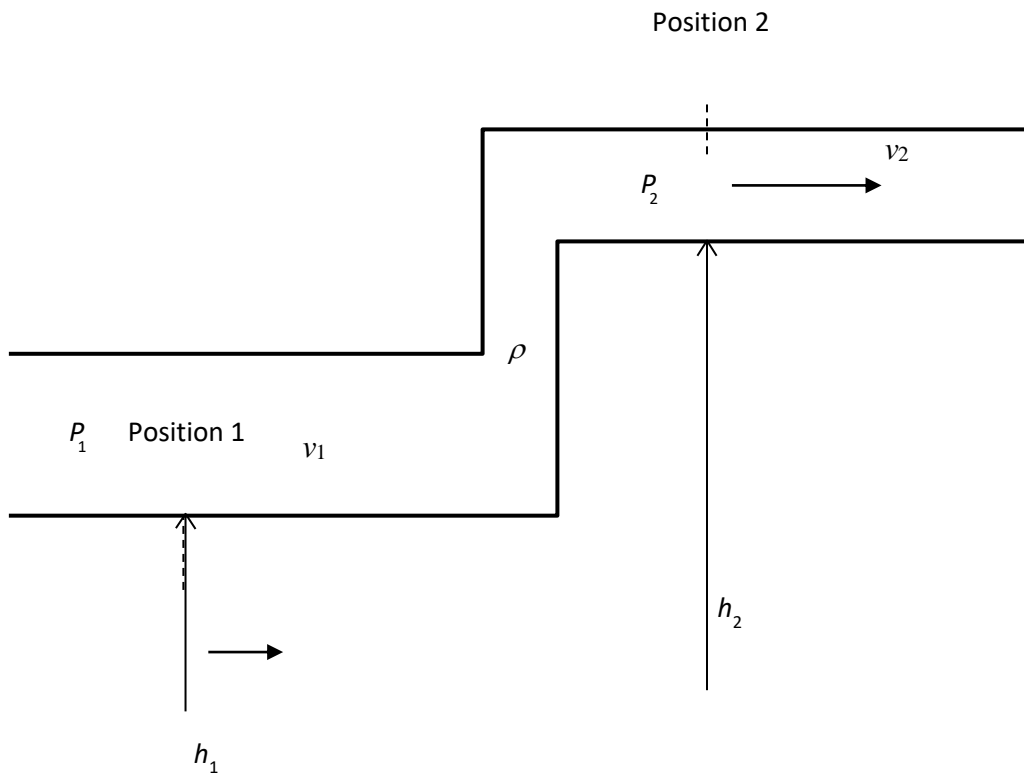 Position 2
v₂
P₂
ρ
P₁ Position 1 v₁
h₂
h₁